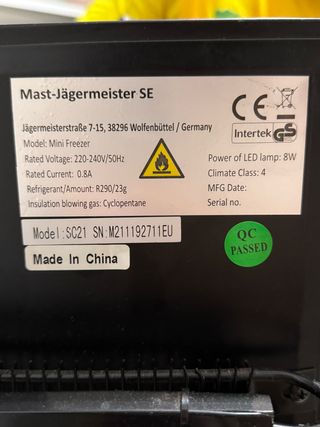 Mast-Jägermeister SE
Jägermeisterstraße 7-15, 38296 Wolfenbüttel / Germany
Model: Mini Freezer
Rated Voltage: 220-240V/50Hz
Rated Current: 0.8A
Refrigerant/Amount: R290/23g
Insulation blowing gas: Cyclopentane
CE
Intertek GS
Power of LED lamp: 8W
Climate Class: 4
MFG Date:
Serial no.
Model:SC21 SN:M211192711EU
Made In China
QC
PASSED